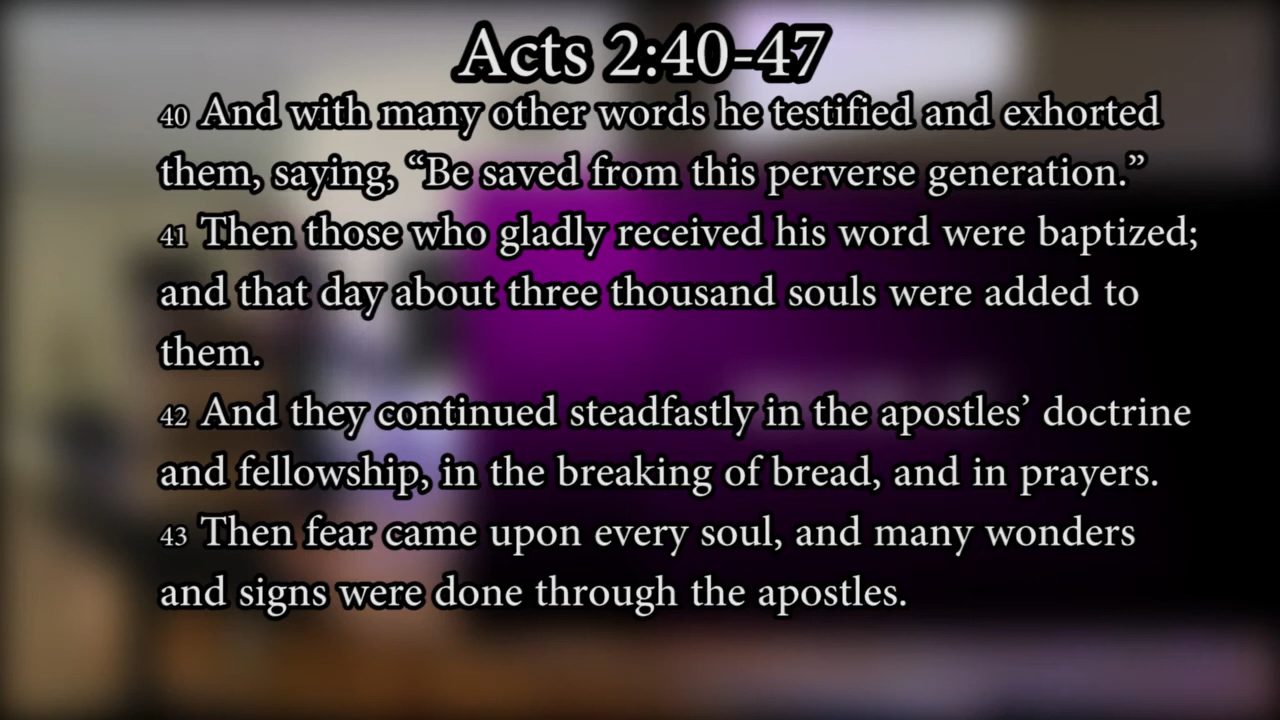 Acts 2:40-47
40 And with many other words he testified and exhorted
them, saying, “Be saved from this perverse generation.”
41 Then those who gladly received his word were baptized;
and that day about three thousand souls were added to
them.
42 And they continued steadfastly in the apostles’ doctrine
and fellowship, in the breaking of bread, and in prayers.
43 Then fear came upon every soul, and many wonders
and signs were done through the apostles.